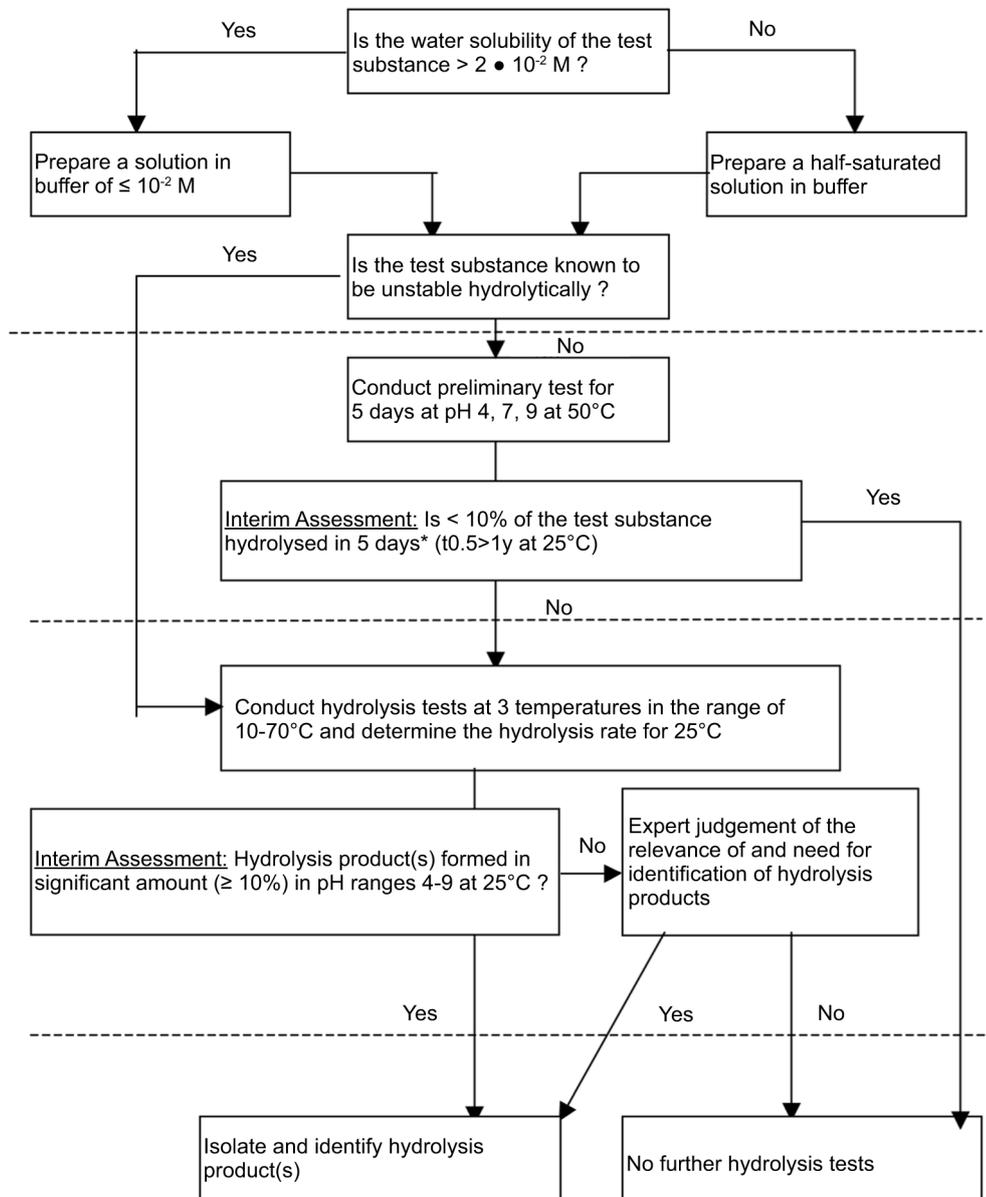 Yes
No
Is the water solubility of the test
substance > 2 ● 10⁻² M ?
Prepare a solution in
buffer of ≤ 10⁻² M
Prepare a half-saturated
solution in buffer
Yes
Is the test substance known to
be unstable hydrolytically ?
No
Conduct preliminary test for
5 days at pH 4, 7, 9 at 50°C
Interim Assessment: Is < 10% of the test substance
hydrolysed in 5 days* (t0.5>1y at 25°C)
Yes
No
Conduct hydrolysis tests at 3 temperatures in the range of
10-70°C and determine the hydrolysis rate for 25°C
Interim Assessment: Hydrolysis product(s) formed in
significant amount (≥ 10%) in pH ranges 4-9 at 25°C ?
No
Expert judgement of the
relevance of and need for
identification of hydrolysis
products
Yes
Yes
No
Isolate and identify hydrolysis
product(s)
No further hydrolysis tests